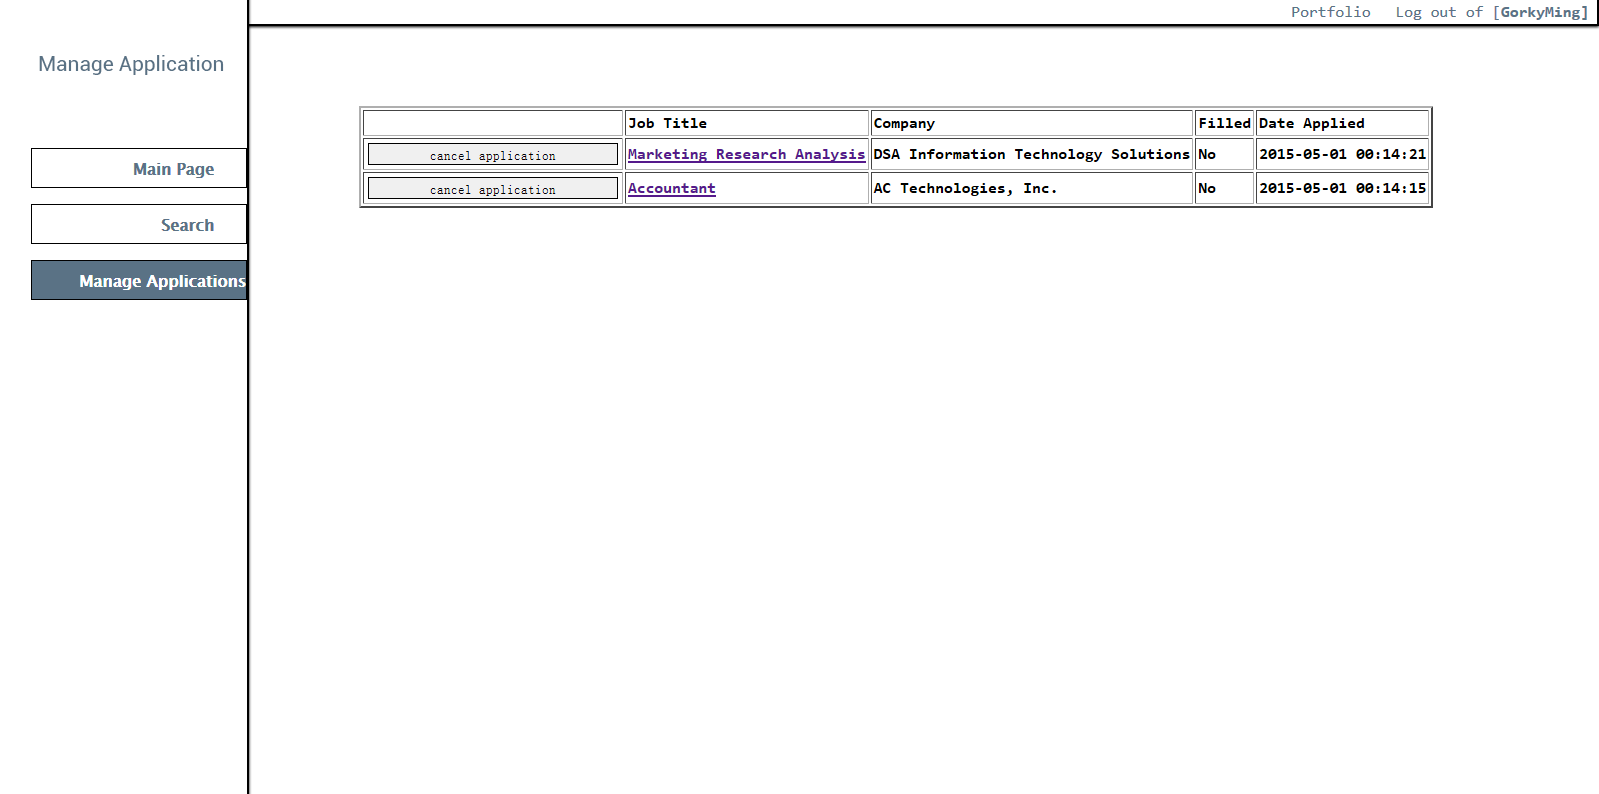 Portfolio Log out of [GorkyMing]
Manage Application
Main Page
Search
Manage Applications
Job Title Company Filled Date Applied
cancel application Marketing Research Analysis DSA Information Technology Solutions No 2015-05-01 00:14:21
cancel application Accountant AC Technologies, Inc. No 2015-05-01 00:14:15